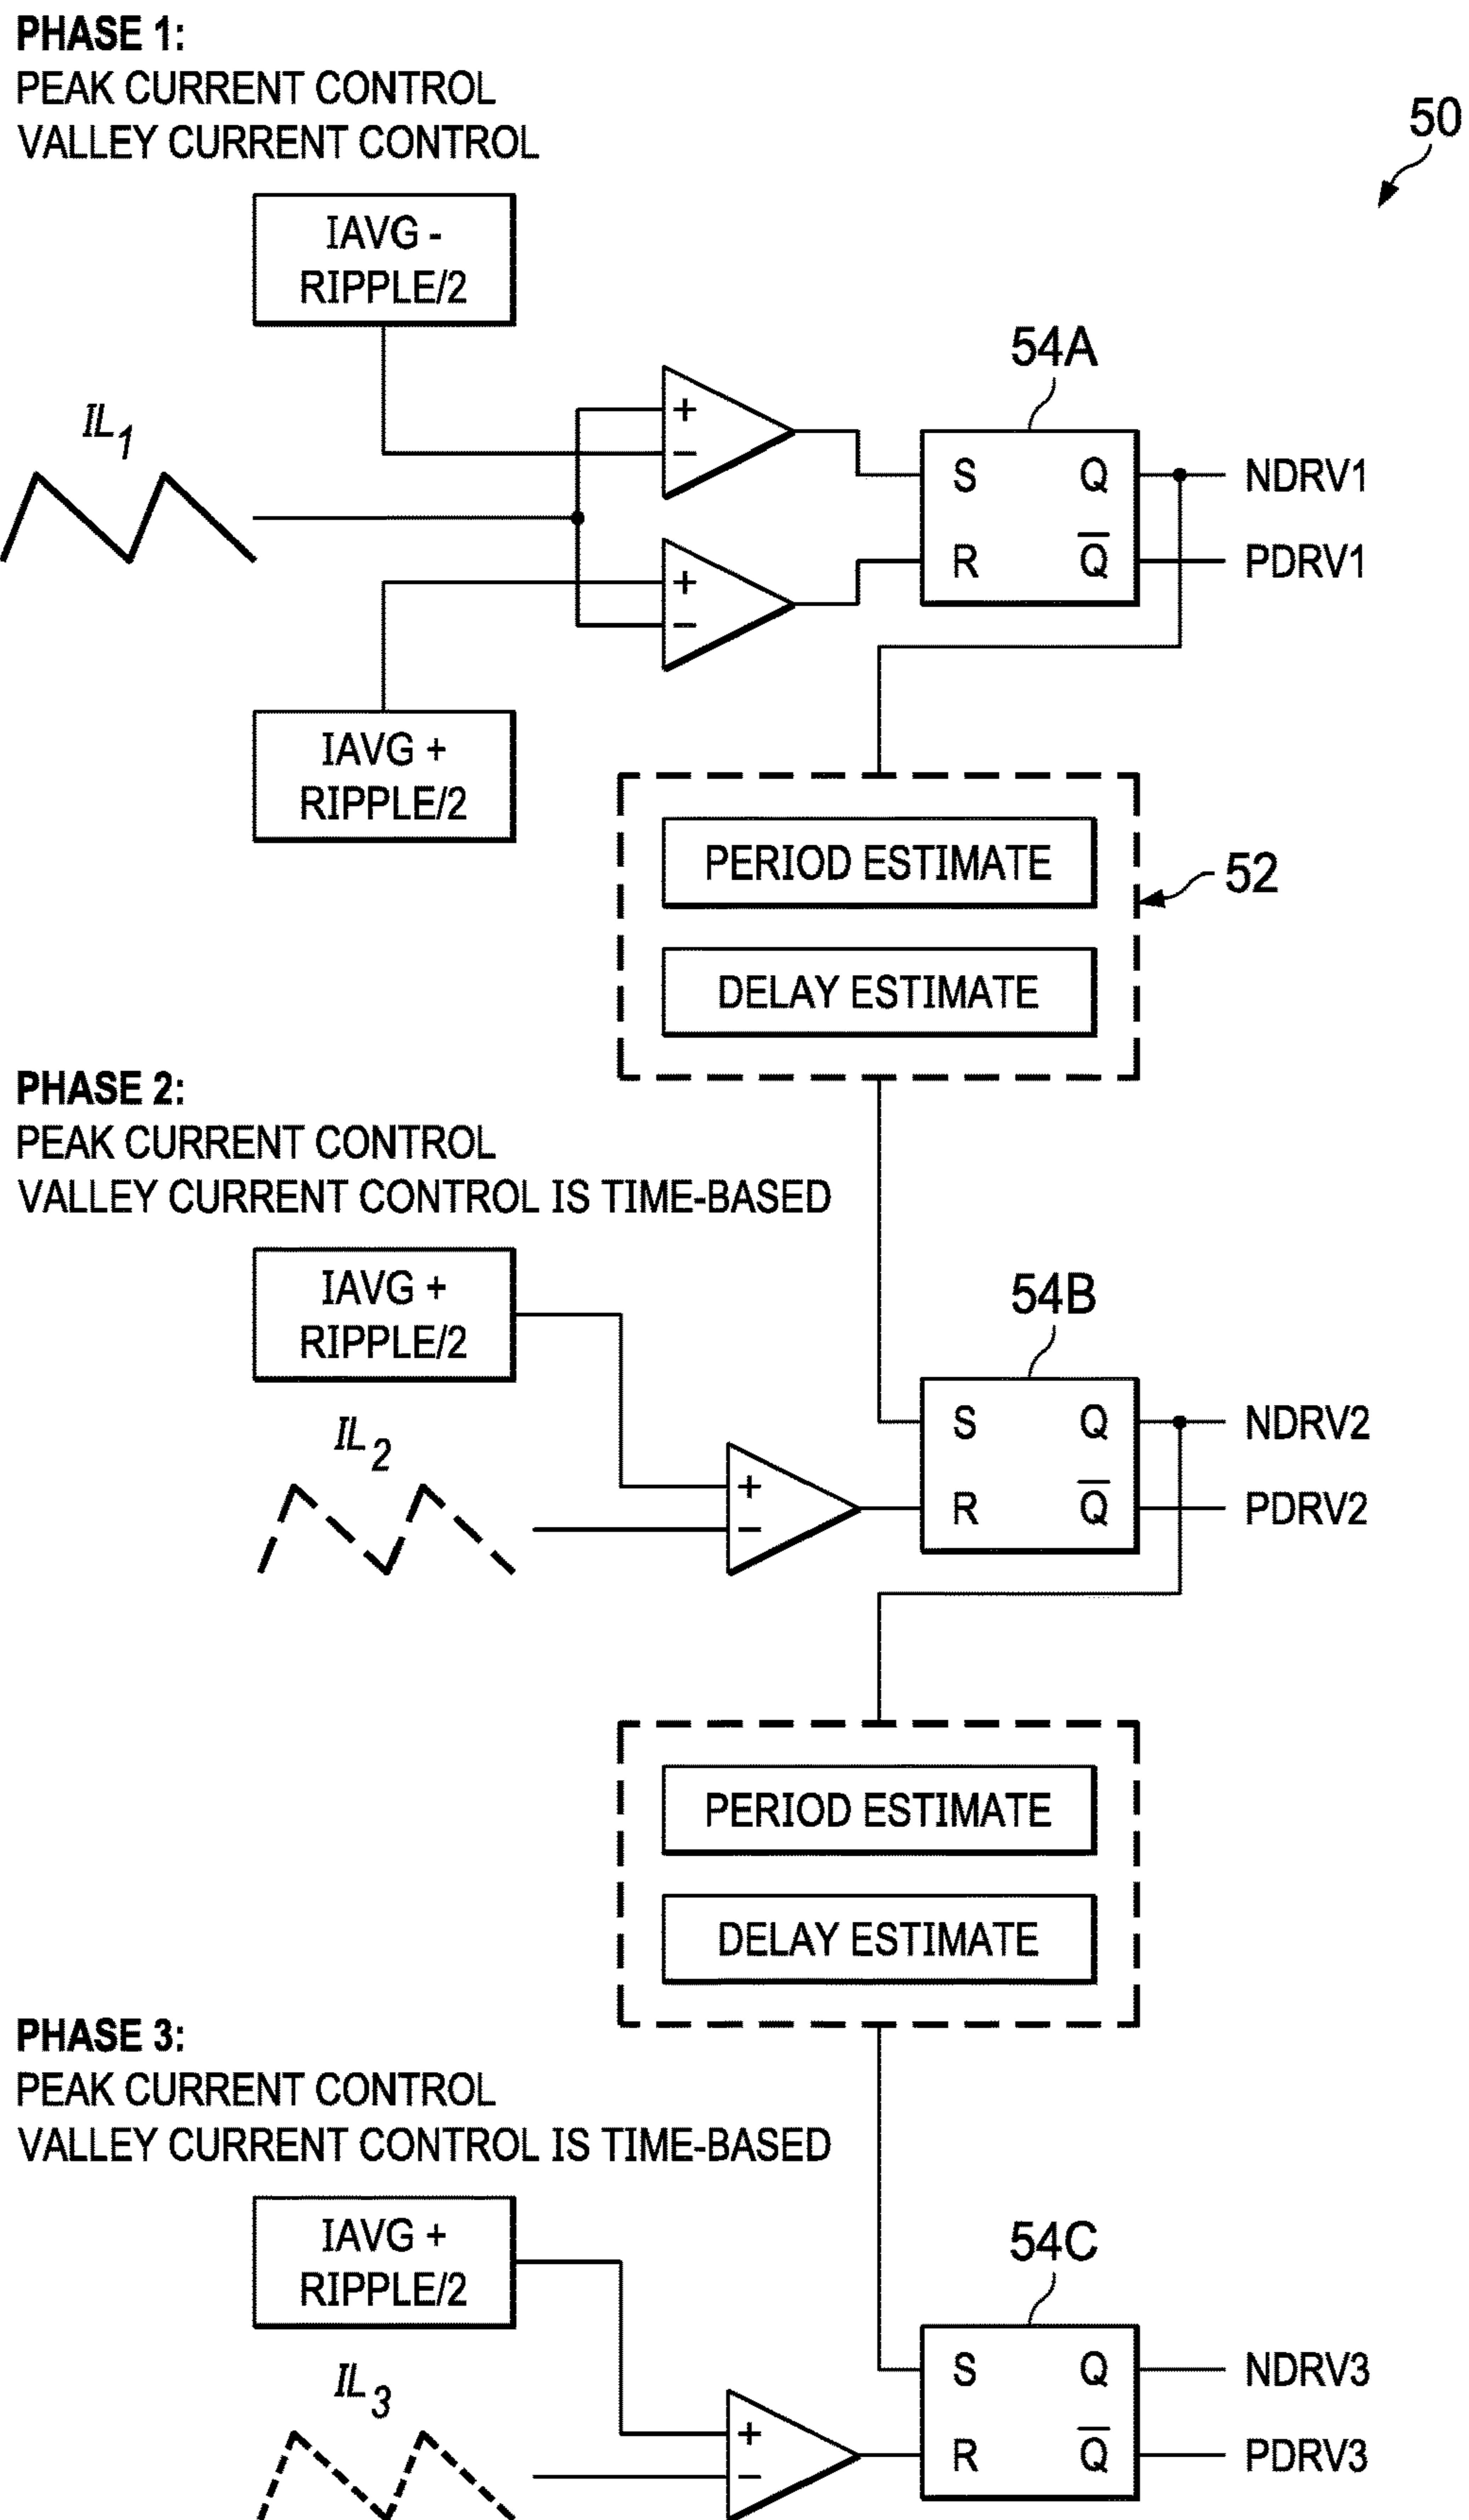 PHASE 1:
PEAK CURRENT CONTROL
VALLEY CURRENT CONTROL
50
IAVG -
RIPPLE/2
54A
IL1
+
−
S Q NDRV1
+
−
R Q̅ PDRV1
IAVG +
RIPPLE/2
PERIOD ESTIMATE
52
DELAY ESTIMATE
PHASE 2:
PEAK CURRENT CONTROL
VALLEY CURRENT CONTROL IS TIME-BASED
IAVG +
RIPPLE/2
54B
IL2
S Q NDRV2
+
−
R Q̅ PDRV2
PERIOD ESTIMATE
DELAY ESTIMATE
PHASE 3:
PEAK CURRENT CONTROL
VALLEY CURRENT CONTROL IS TIME-BASED
IAVG +
RIPPLE/2
54C
IL3
S Q NDRV3
+
−
R Q̅ PDRV3